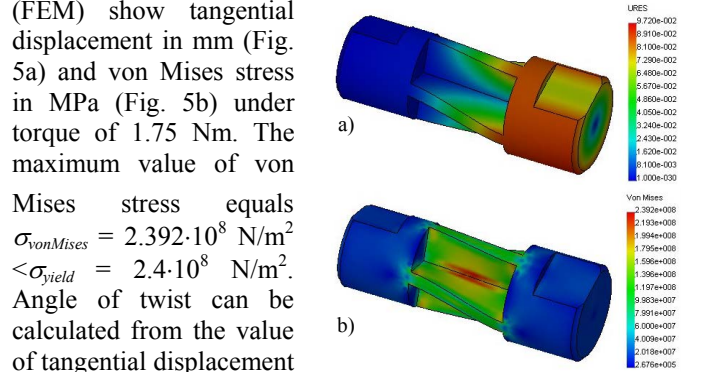 (FEM) show tangential
displacement in mm (Fig.
5a) and von Mises stress
in MPa (Fig. 5b) under
torque of 1.75 Nm. The
maximum value of von
Mises stress equals
σvonMises = 2.392·10⁸ N/m²
<σyield = 2.4·10⁸ N/m².
Angle of twist can be
calculated from the value
of tangential displacement
a)
URES
9.720e-002
8.910e-002
8.100e-002
7.290e-002
6.480e-002
5.670e-002
4.860e-002
4.050e-002
3.240e-002
2.430e-002
1.620e-002
8.100e-003
1.000e-030
b)
Von Mises
2.392e+008
2.193e+008
1.994e+008
1.795e+008
1.596e+008
1.396e+008
1.197e+008
9.983e+007
7.991e+007
6.000e+007
4.009e+007
2.018e+007
2.676e+005